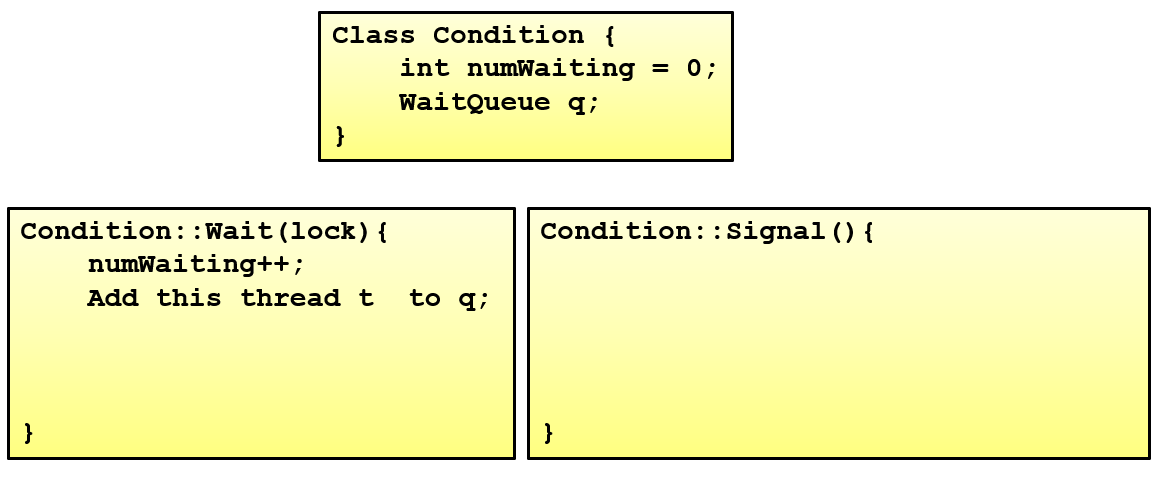 Class Condition {
    int numWaiting = 0;
    WaitQueue q;
}
Condition::Wait(lock){
    numWaiting++;
    Add this thread t  to q;
}
Condition::Signal(){
}